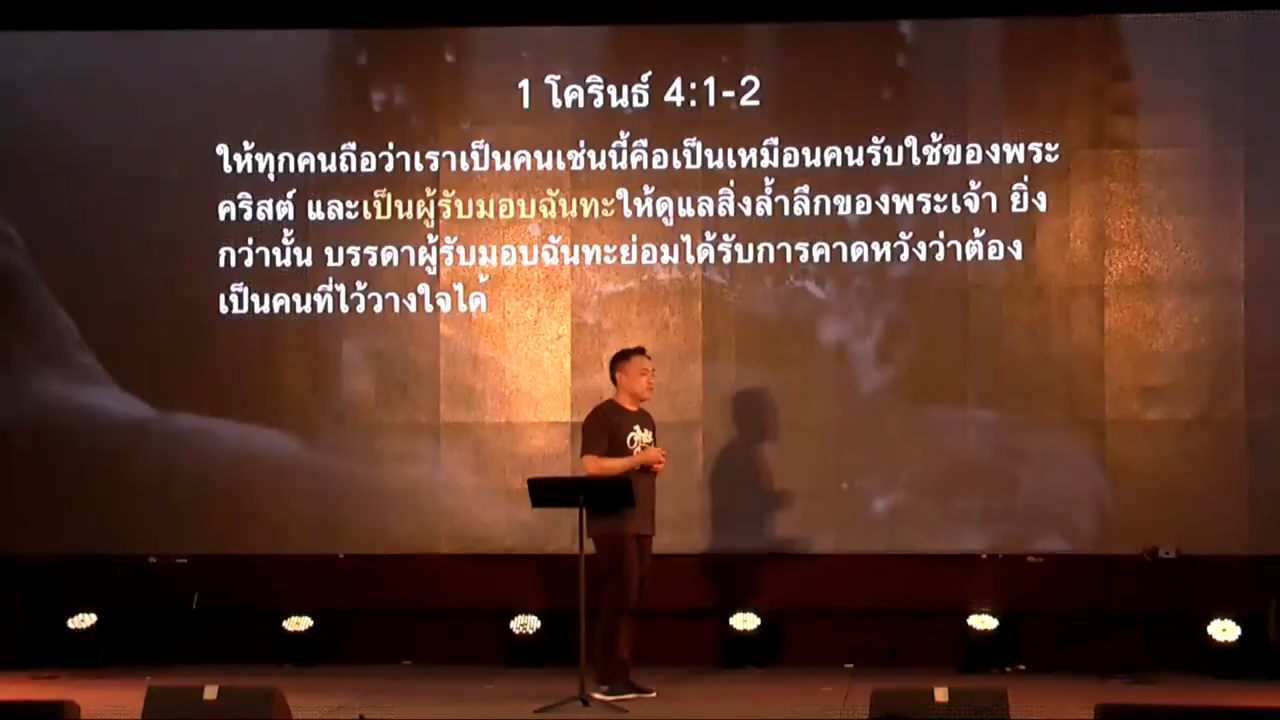 1 โครินธ์ 4:1-2
ให้ทุกคนถือว่าเราเป็นคนเช่นนี้คือเป็นเหมือนคนรับใช้ของพระ
คริสต์ และเป็นผู้รับมอบฉันทะให้ดูแลสิ่งล้ำลึกของพระเจ้า ยิ่ง
กว่านั้น บรรดาผู้รับมอบฉันทะย่อมได้รับการคาดหวังว่าต้อง
เป็นคนที่ไว้วางใจได้